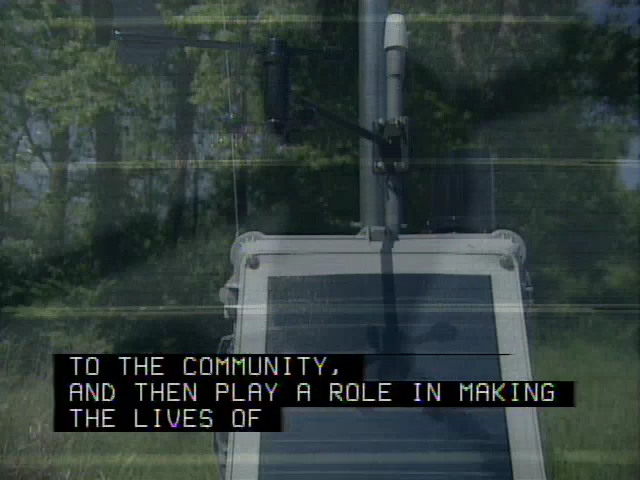 TO THE COMMUNITY,
AND THEN PLAY A ROLE IN MAKING
THE LIVES OF